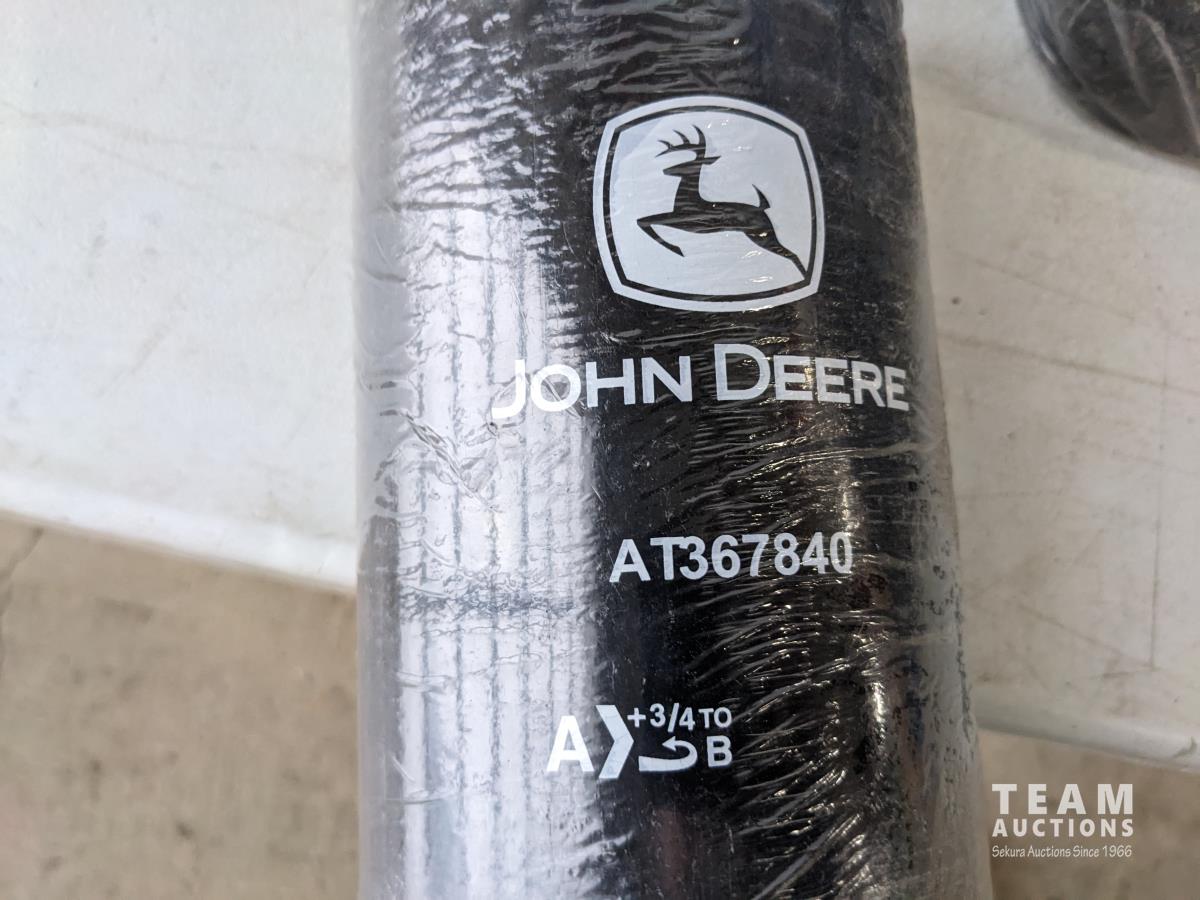 JOHN DEERE
AT367840
A +3/4 TO B
TEAM
AUCTIONS
Sekura Auctions Since 1966